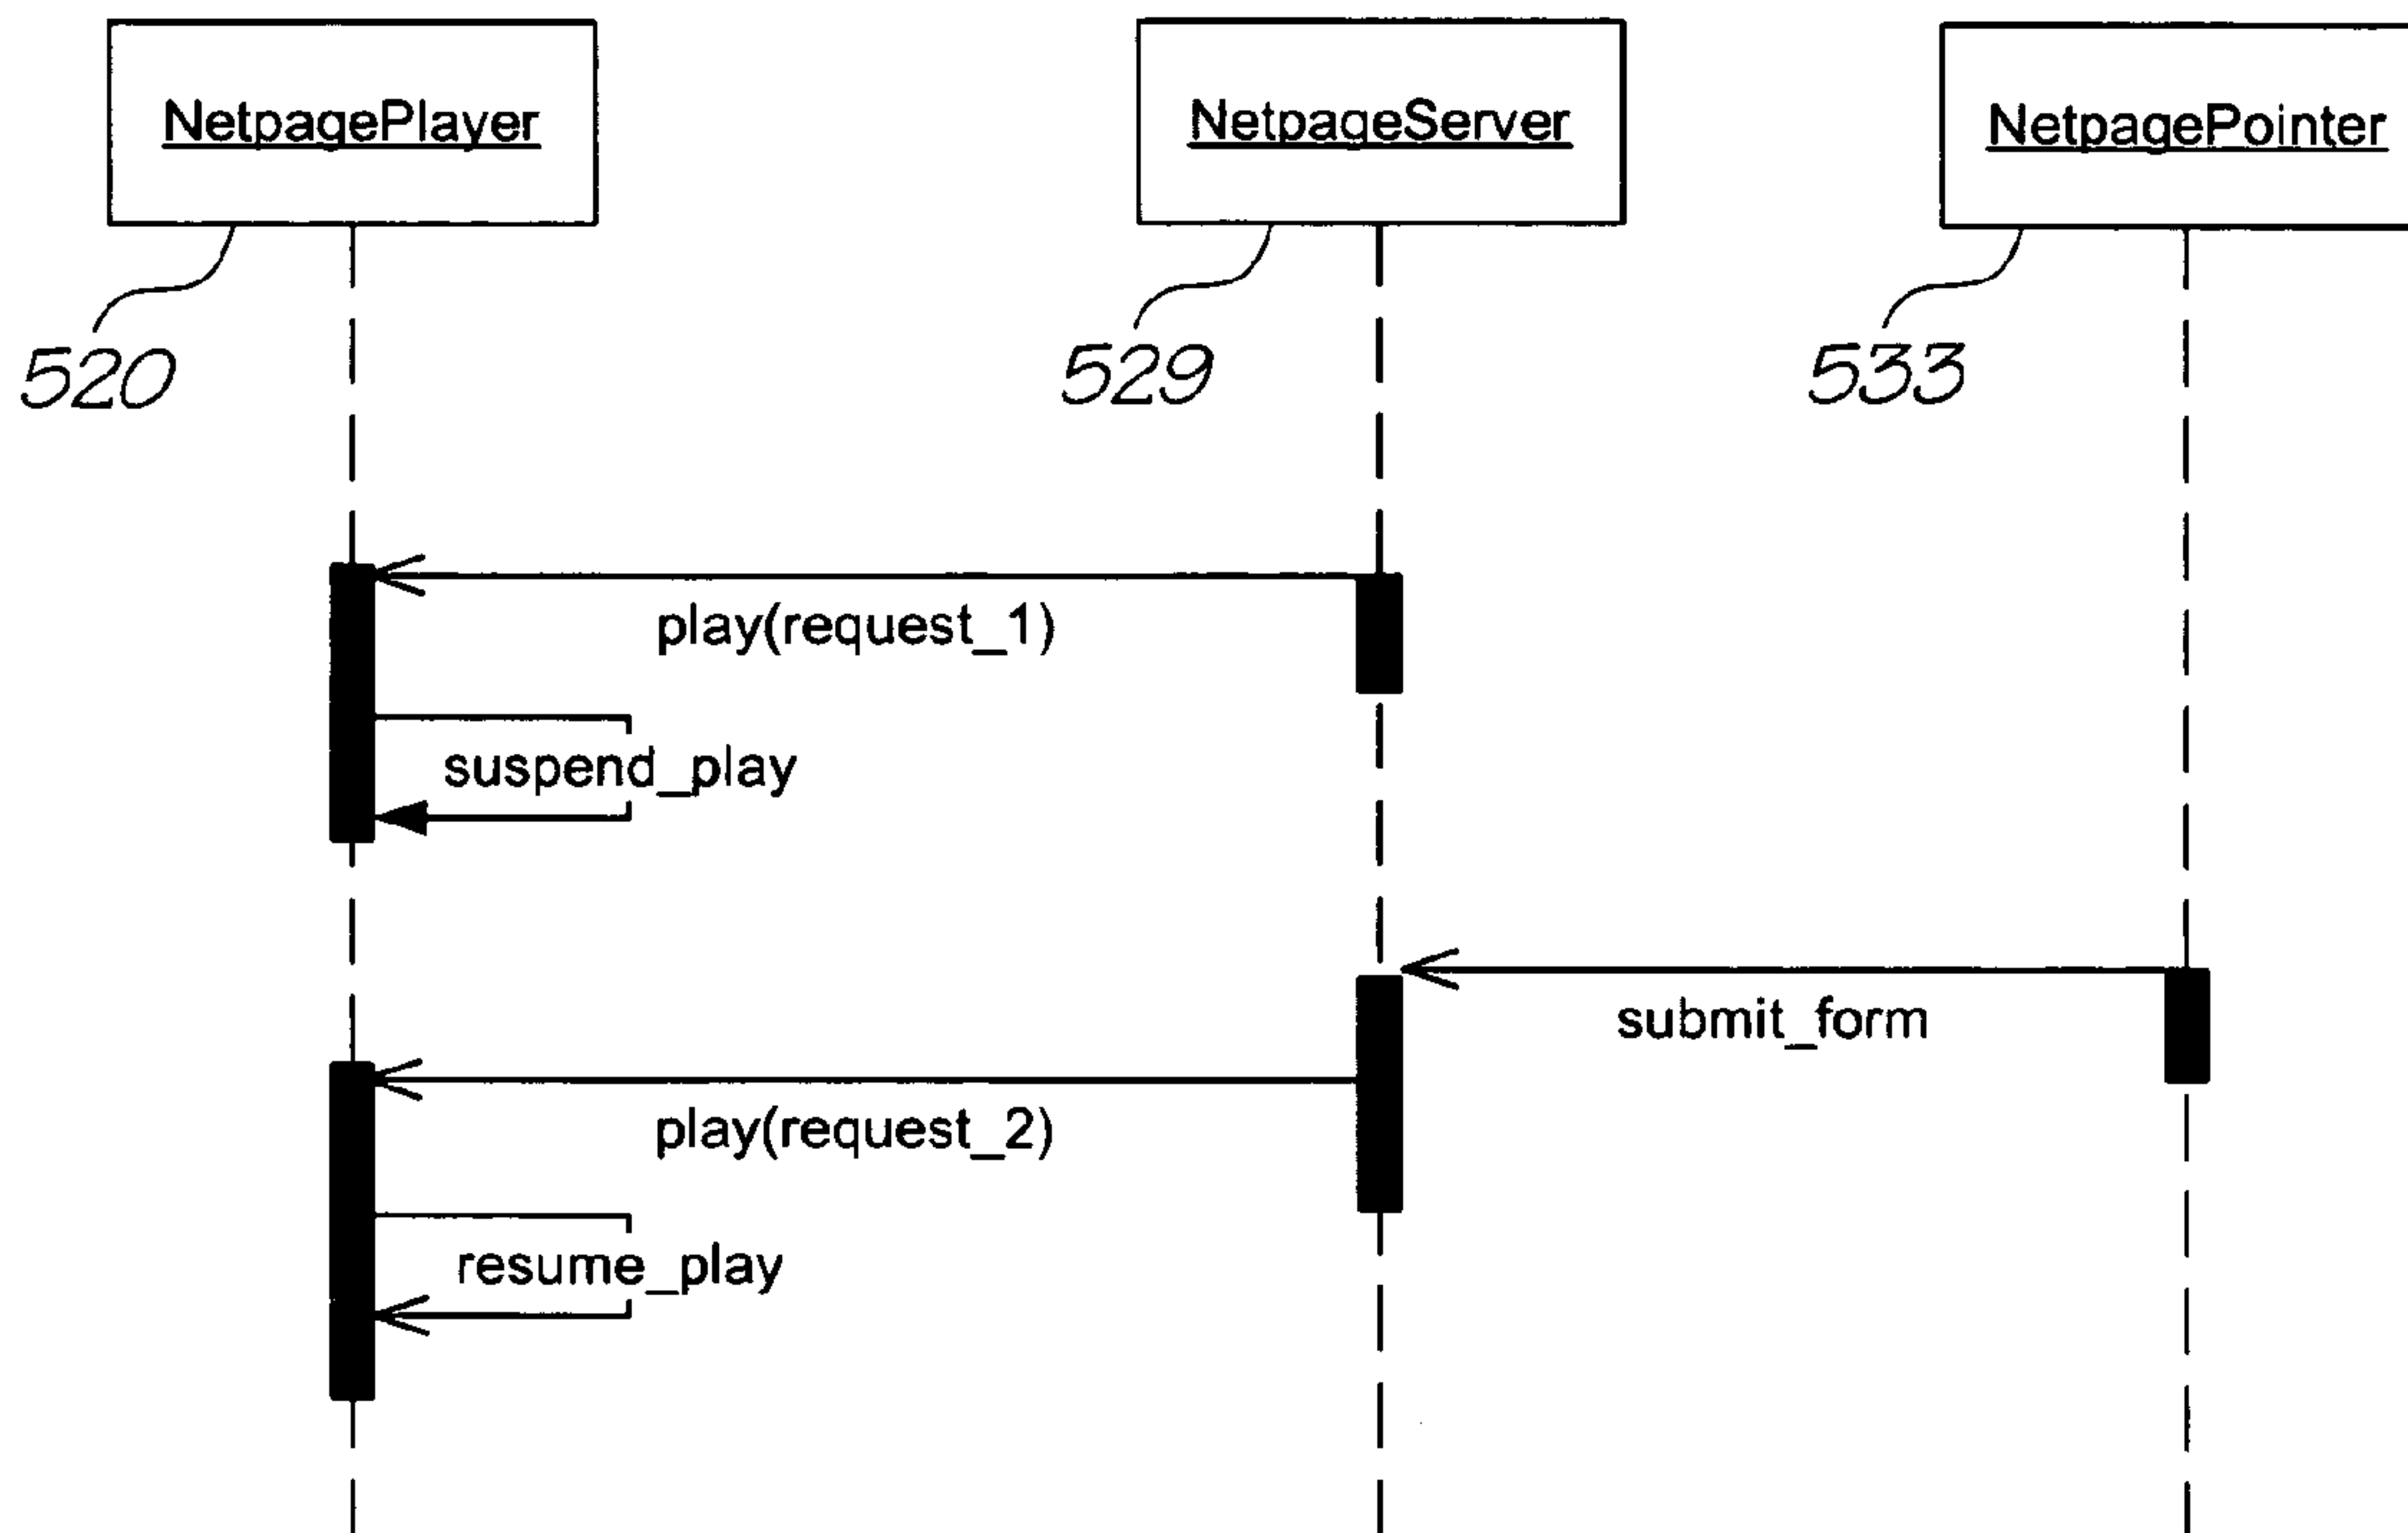 NetpagePlayer
NetpageServer
NetpagePointer
520
529
533
play(request_1)
suspend_play
submit_form
play(request_2)
resume_play